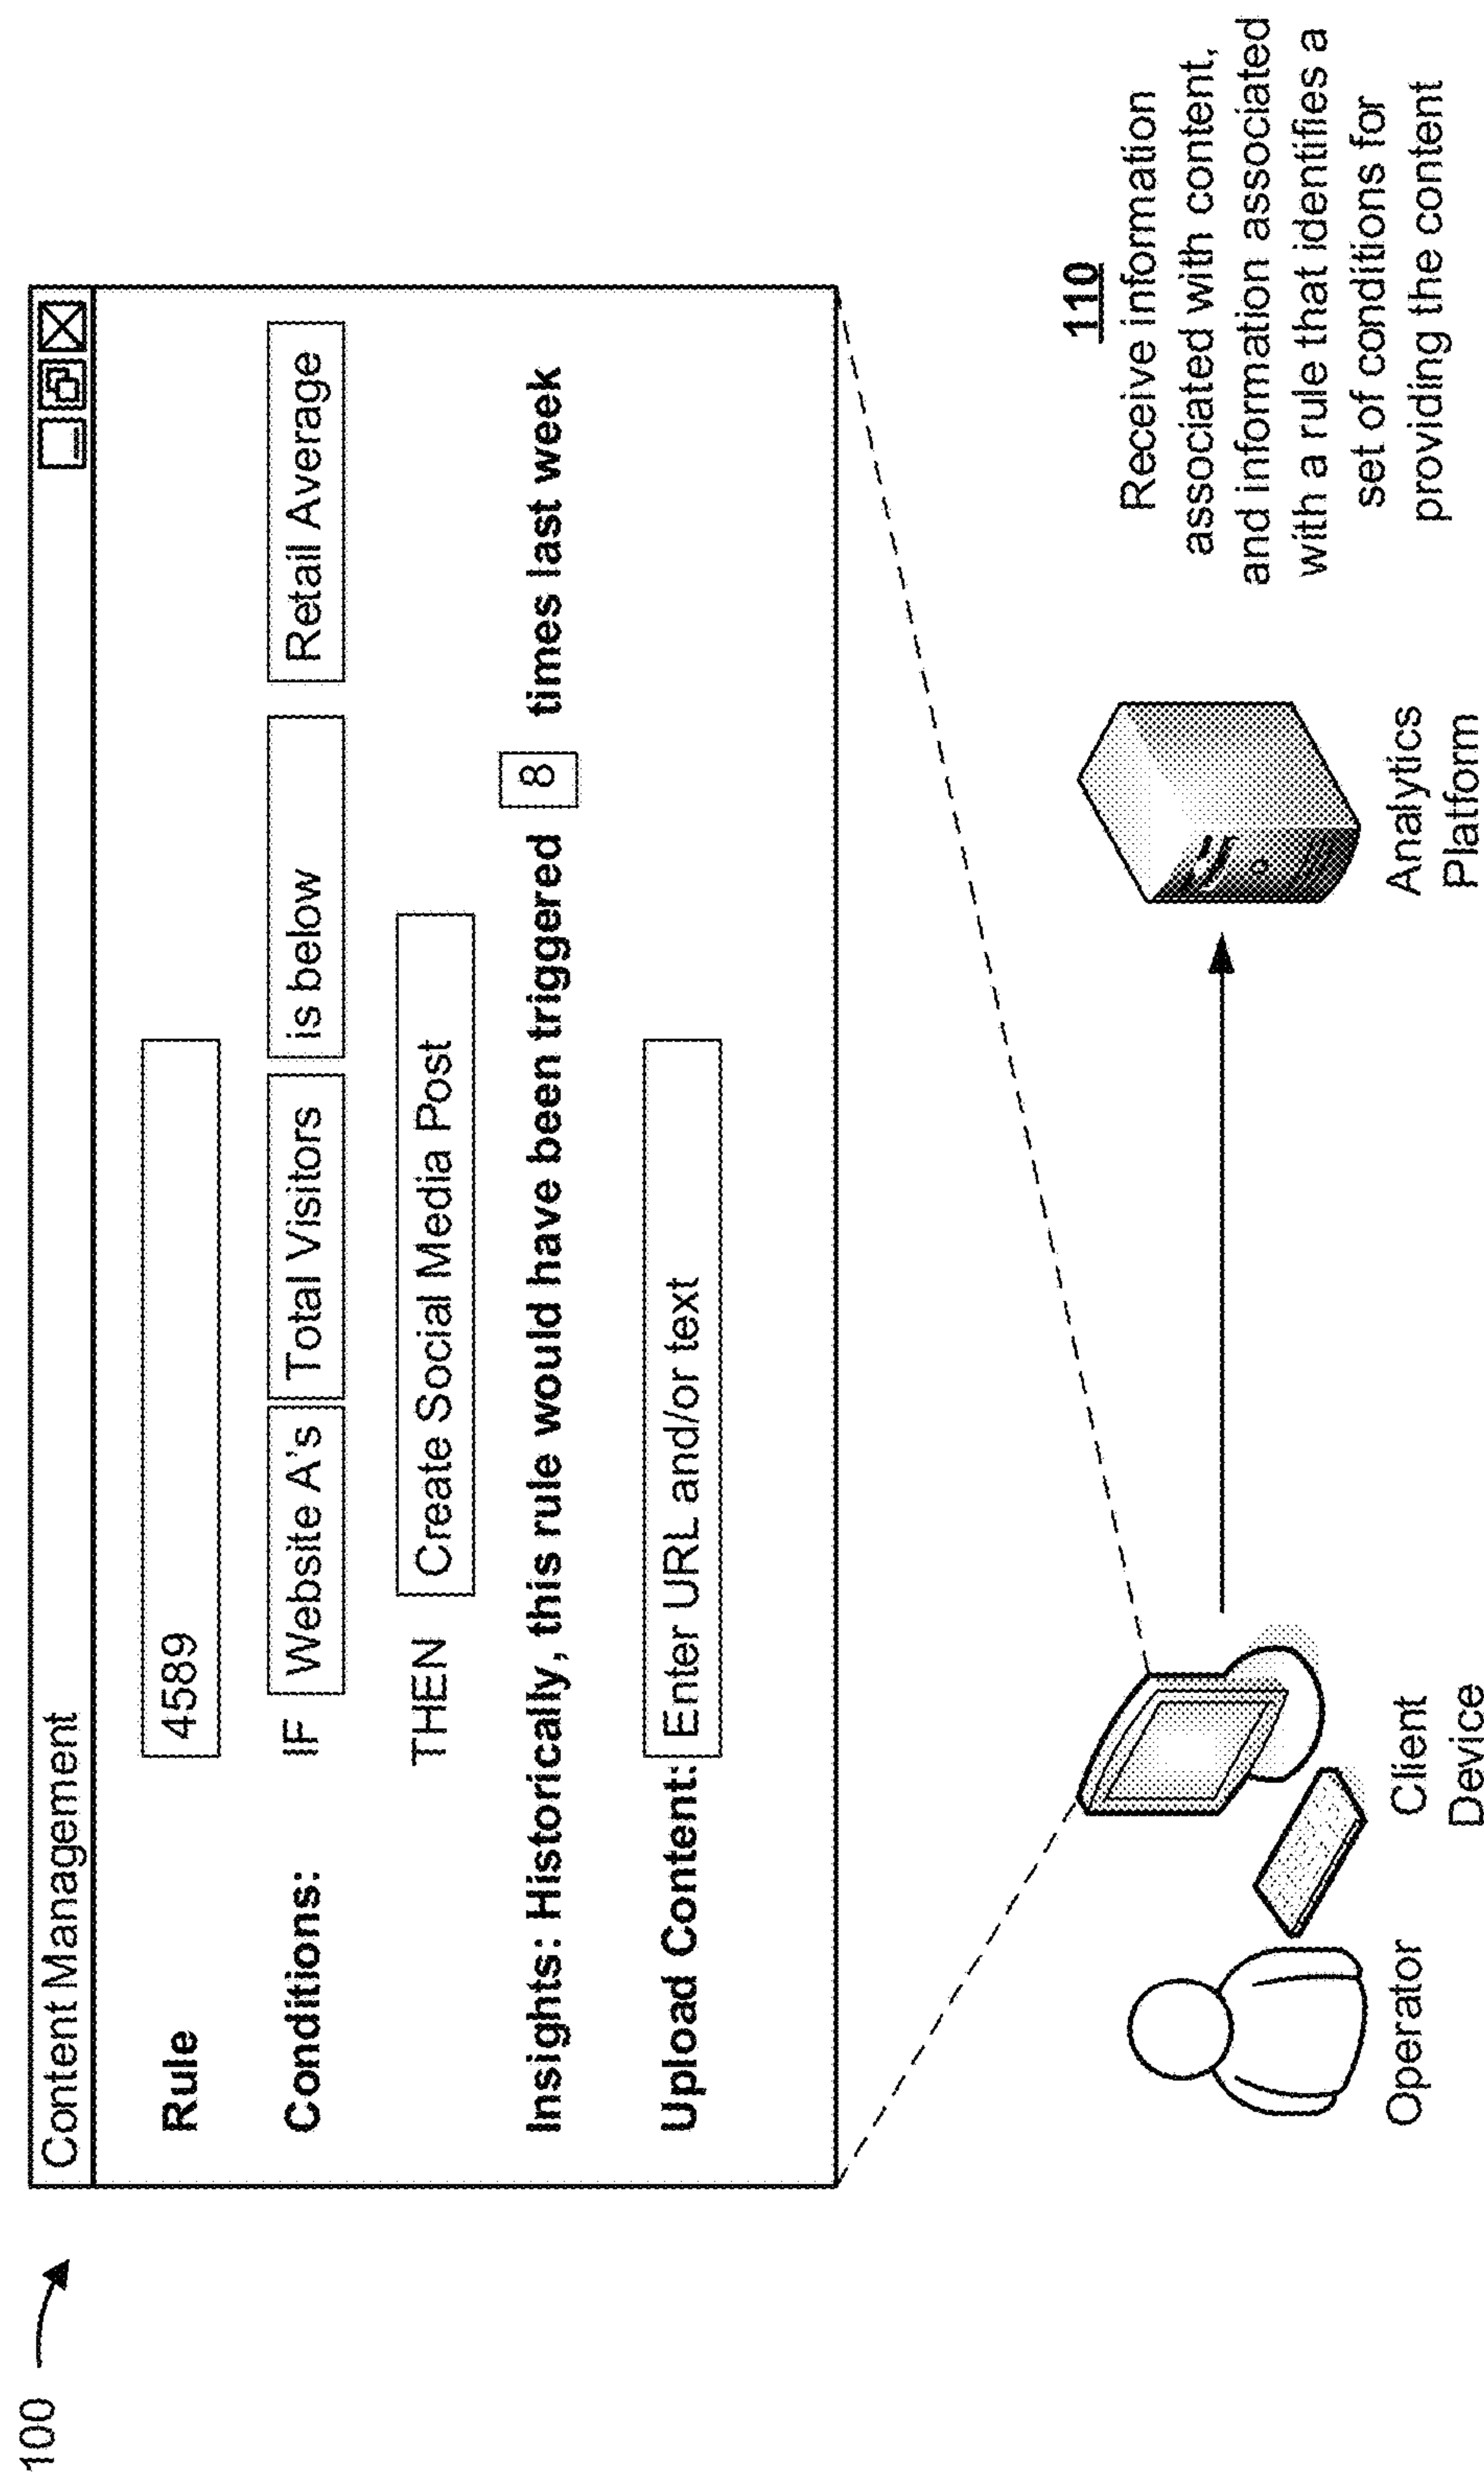 100
Content Management
Rule 4589
Conditions: IF Website A's Total Visitors is below Retail Average
THEN Create Social Media Post
Insights: Historically, this rule would have been triggered 8 times last week
Upload Content: Enter URL and/or text
110
Receive information
associated with content,
and information associated
with a rule that identifies a
set of conditions for
providing the content
Operator
Client
Device
Analytics
Platform